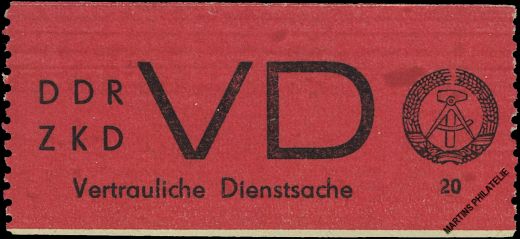 DDR
ZKD
VD
Vertrauliche Dienstsache
20
MARTINS PHILATELIE